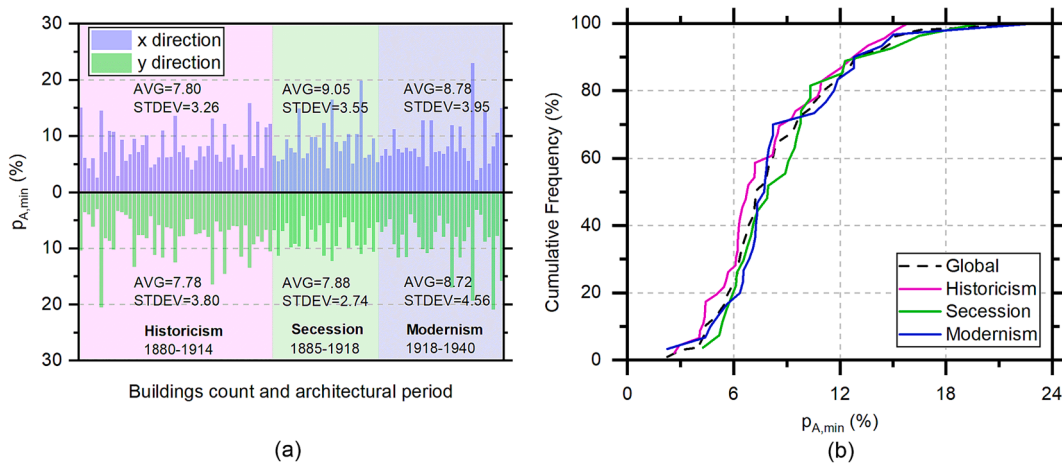 30
20
10
0
10
20
30
p_A,min (%)
x direction
y direction
AVG=7.80
STDEV=3.26
AVG=9.05
STDEV=3.55
AVG=8.78
STDEV=3.95
AVG=7.78
STDEV=3.80
AVG=7.88
STDEV=2.74
AVG=8.72
STDEV=4.56
Historicism
1880-1914
Secession
1885-1918
Modernism
1918-1940
Buildings count and architectural period
(a)
100
80
60
40
20
0
Cumulative Frequency (%)
Global
Historicism
Secession
Modernism
0 6 12 18 24
p_A,min (%)
(b)